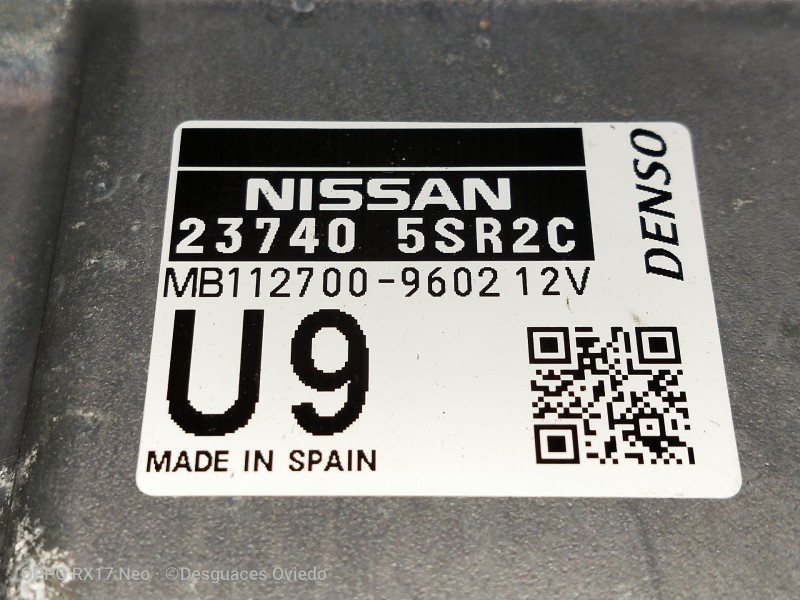 NISSAN
23740 5SR2C
MB112700-9602 12V
U9
MADE IN SPAIN
DENSO
OPPO RX17 Neo · ©Desguaces Oviedo